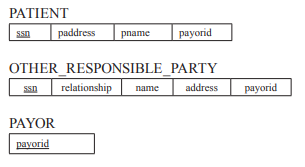 PATIENT
ssn paddress pname payorid
OTHER_RESPONSIBLE_PARTY
ssn relationship name address payorid
PAYOR
payorid